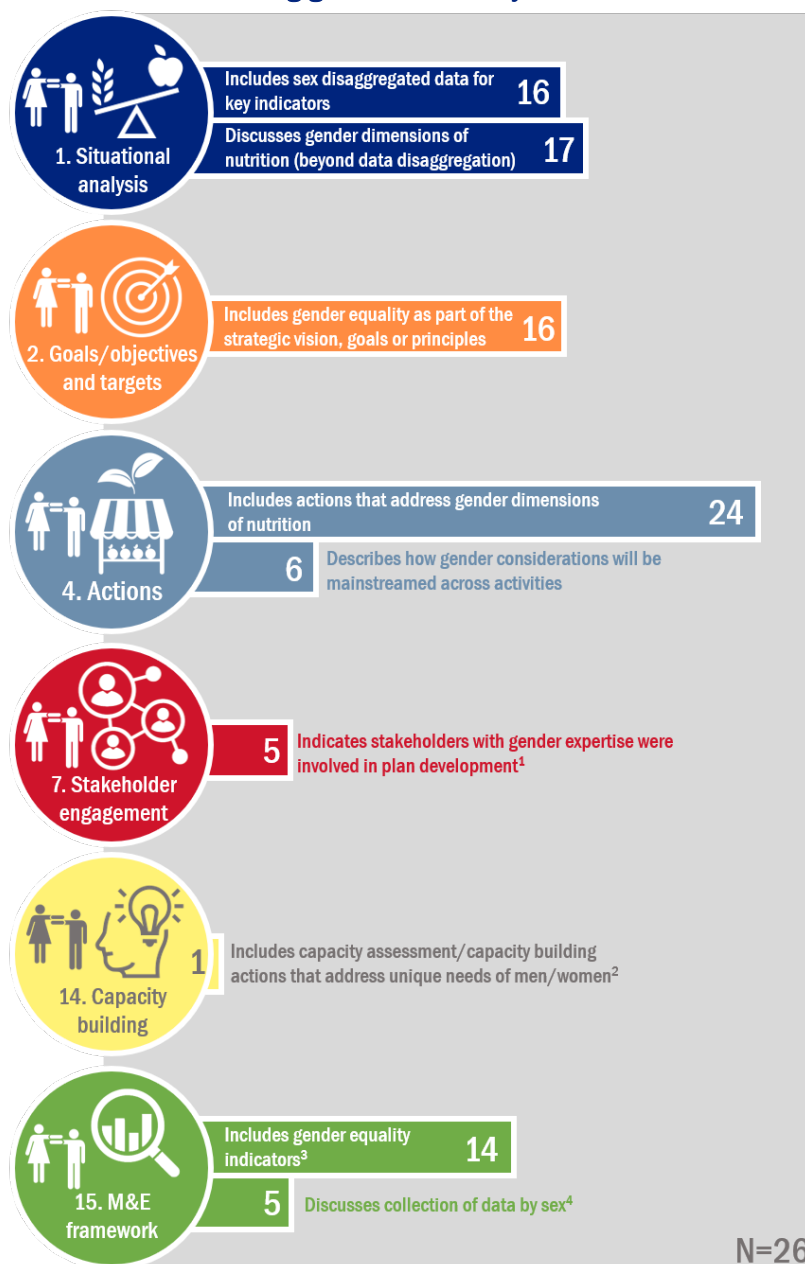 Includes sex disaggregated data for
key indicators
16
Discusses gender dimensions of
nutrition (beyond data disaggregation)
17
1. Situational
analysis
Includes gender equality as part of the
strategic vision, goals or principles
16
2. Goals/objectives
and targets
Includes actions that address gender dimensions
of nutrition
24
6
Describes how gender considerations will be
mainstreamed across activities
4. Actions
5
Indicates stakeholders with gender expertise were
involved in plan development¹
7. Stakeholder
engagement
1
Includes capacity assessment/capacity building
actions that address unique needs of men/women²
14. Capacity
building
Includes gender equality
indicators³
14
5
Discusses collection of data by sex⁴
15. M&E
framework
N=26